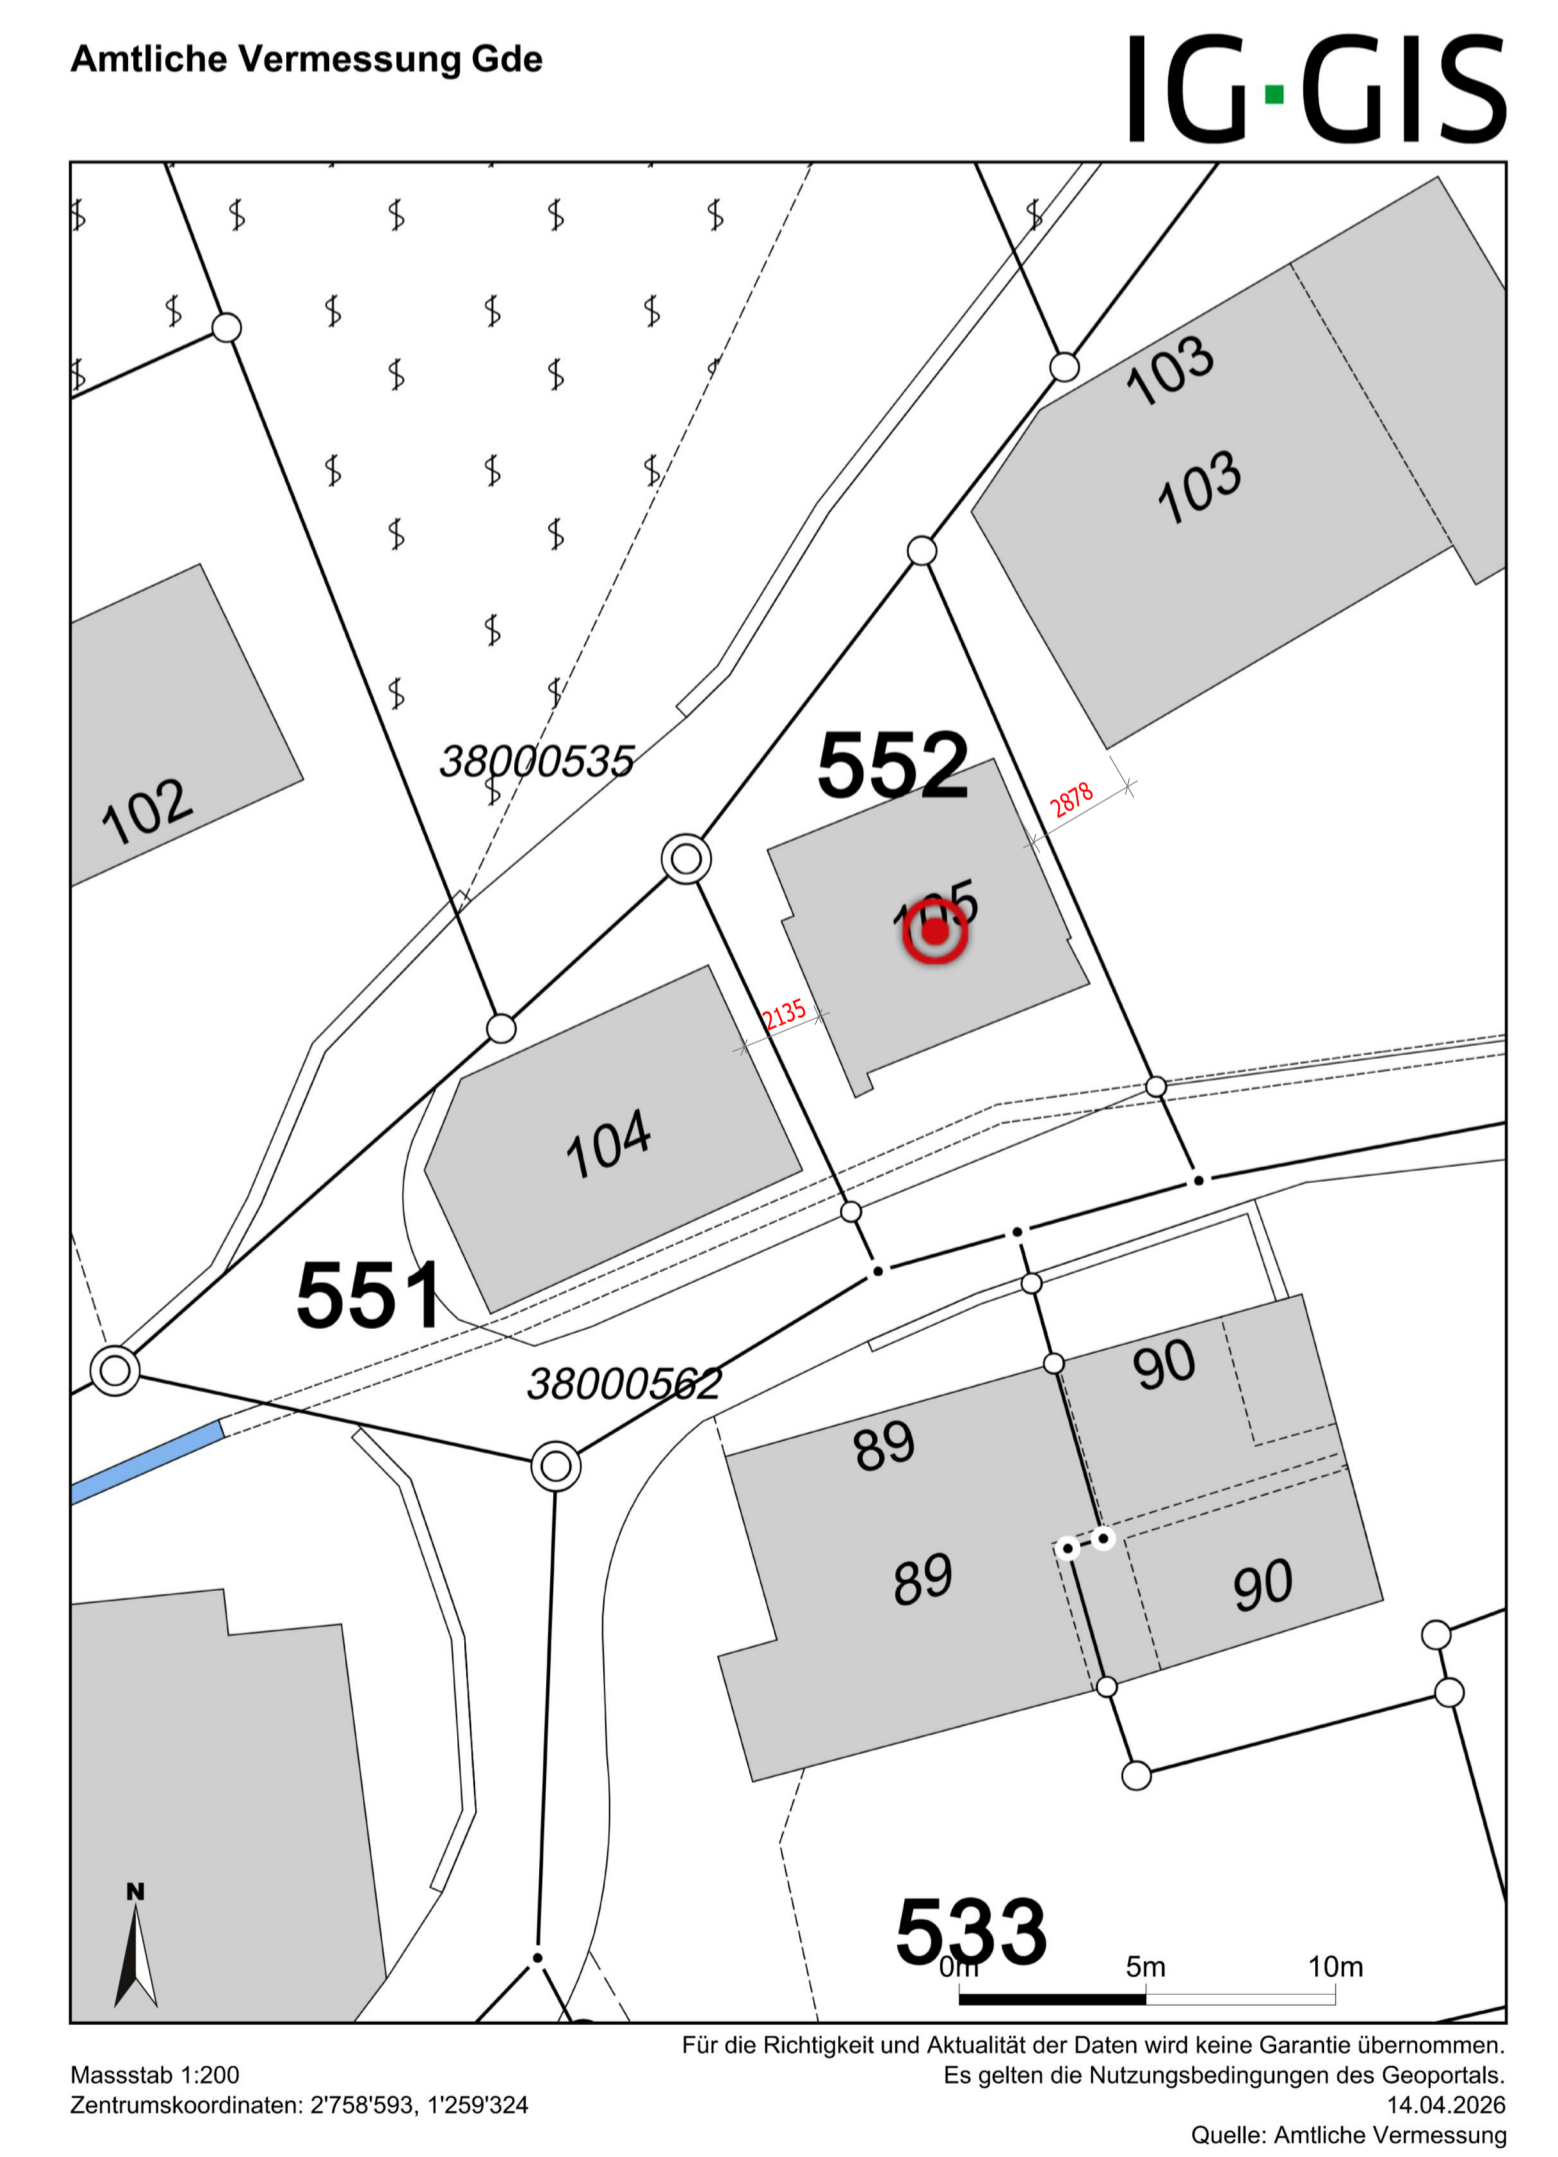 Amtliche Vermessung Gde
IG·GIS
103
103
102
38000535
552
2878
105
2135
104
551
38000562
90
89
89
90
N
533
0m 5m 10m
Für die Richtigkeit und Aktualität der Daten wird keine Garantie übernommen.
Massstab 1:200
Es gelten die Nutzungsbedingungen des Geoportals.
Zentrumskoordinaten: 2'758'593, 1'259'324
14.04.2026
Quelle: Amtliche Vermessung